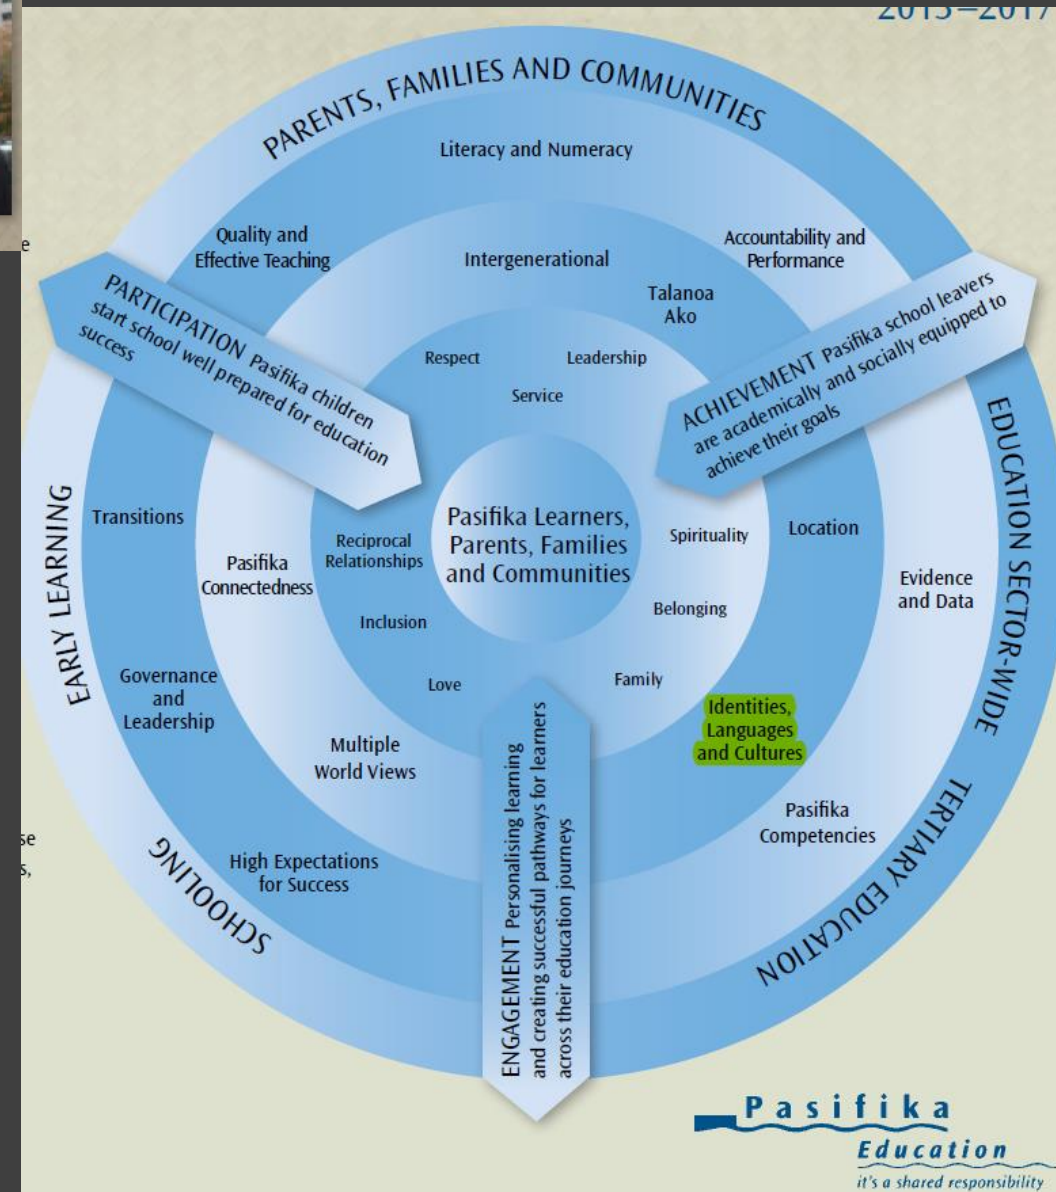 2013–2017
PARENTS, FAMILIES AND COMMUNITIES
Literacy and Numeracy
Quality and
Effective Teaching
Accountability and
Performance
Intergenerational
Talanoa
Ako
e
PARTICIPATION Pasifika children
start school well prepared for education
success
ACHIEVEMENT Pasifika school leavers
are academically and socially equipped to
achieve their goals
Respect
Leadership
Service
EDUCATION SECTOR-WIDE
EARLY LEARNING
Transitions
Pasifika
Connectedness
Reciprocal
Relationships
Pasifika Learners,
Parents, Families
and Communities
Spirituality
Location
Evidence
and Data
Inclusion
Belonging
Love
Family
Governance
and
Leadership
Identities,
Languages
and Cultures
Multiple
World Views
Pasifika
Competencies
High Expectations
for Success
se
s,
SCHOOLING
TERTIARY EDUCATION
ENGAGEMENT Personalising learning
and creating successful pathways for learners
across their education journeys
Pasifika
Education
it's a shared responsibility